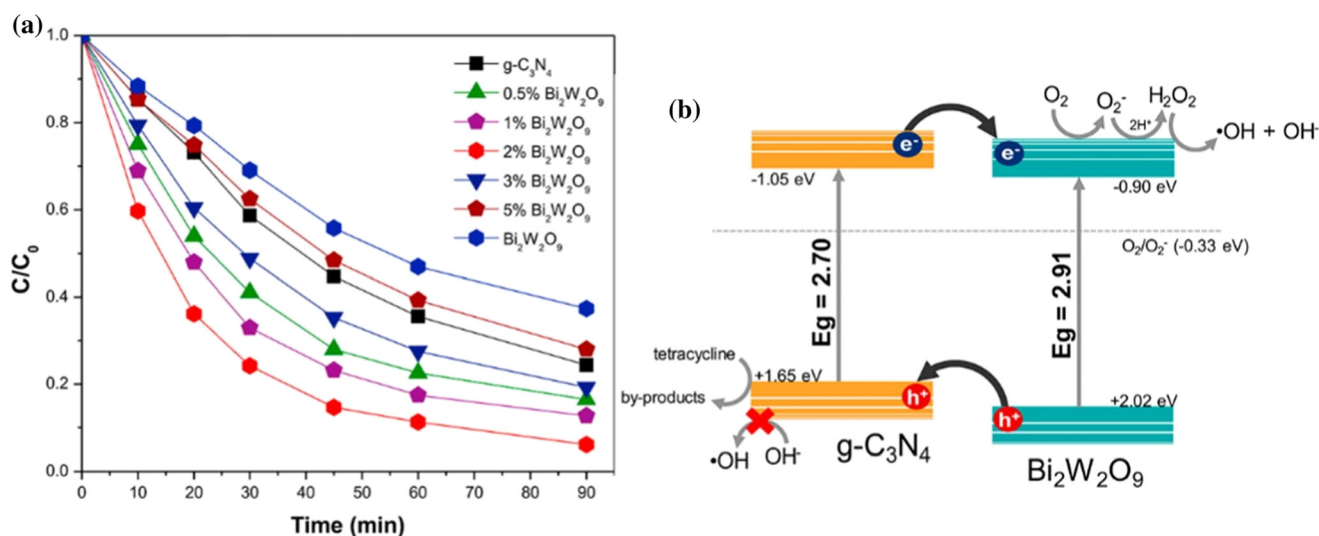 (a)
1.0
0.8
0.6
0.4
0.2
0.0
C/C₀
0 10 20 30 40 50 60 70 80 90
Time (min)
g-C₃N₄
0.5% Bi₂W₂O₉
1% Bi₂W₂O₉
2% Bi₂W₂O₉
3% Bi₂W₂O₉
5% Bi₂W₂O₉
Bi₂W₂O₉
(b)
O₂ O₂⁻ H₂O₂
2H⁺
•OH + OH⁻
e⁻ e⁻
-1.05 eV
-0.90 eV
O₂/O₂⁻ (-0.33 eV)
Eg = 2.70
Eg = 2.91
tetracycline
by-products
+1.65 eV
+2.02 eV
h⁺ h⁺
•OH OH⁻
g-C₃N₄
Bi₂W₂O₉